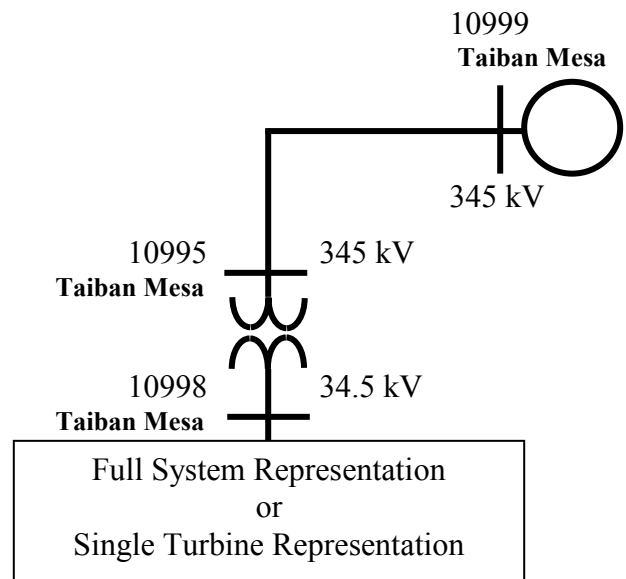 10999
Taiban Mesa
345 kV
10995 345 kV
Taiban Mesa
10998 34.5 kV
Taiban Mesa
Full System Representation
or
Single Turbine Representation